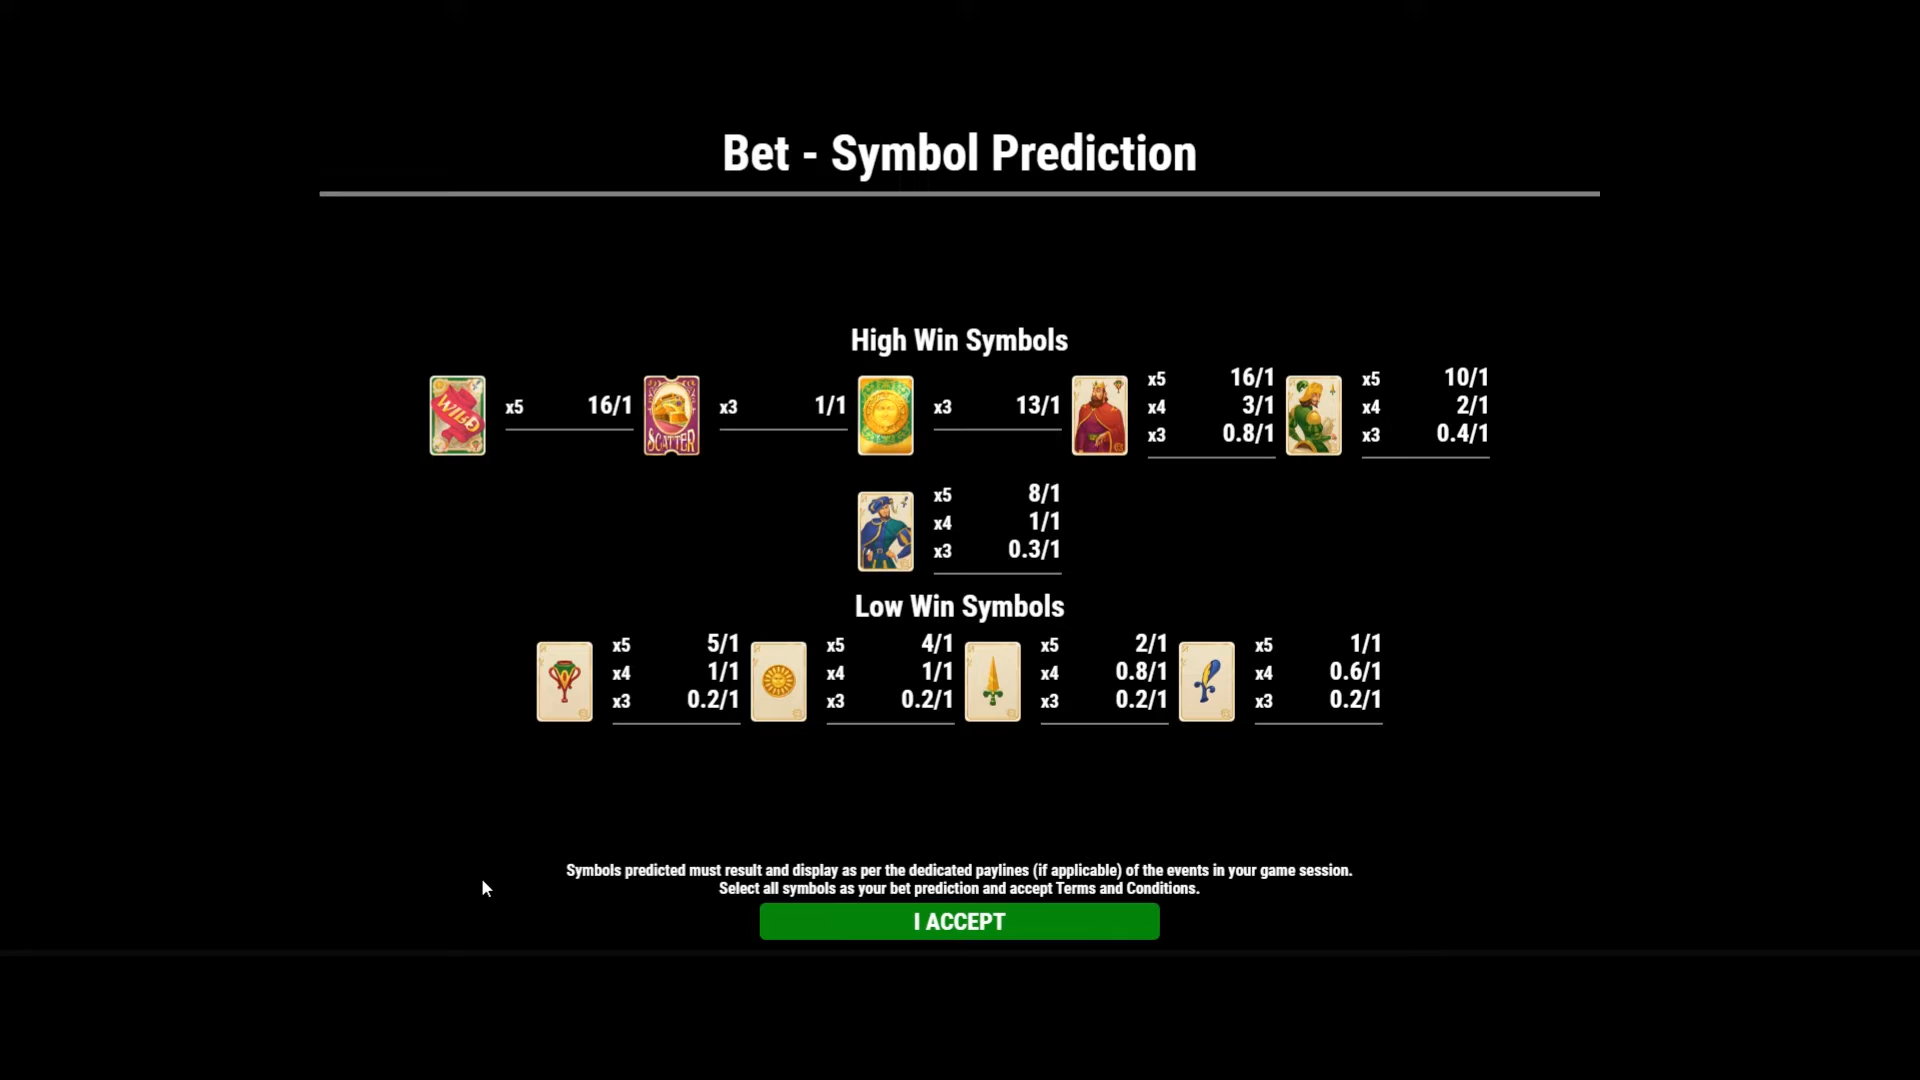 Bet - Symbol Prediction
High Win Symbols
WILD x5 16/1
SCATTER x3 1/1
x3 13/1
x5 16/1
x4 3/1
x3 0.8/1
x5 10/1
x4 2/1
x3 0.4/1
x5 8/1
x4 1/1
x3 0.3/1
Low Win Symbols
x5 5/1
x4 1/1
x3 0.2/1
x5 4/1
x4 1/1
x3 0.2/1
x5 2/1
x4 0.8/1
x3 0.2/1
x5 1/1
x4 0.6/1
x3 0.2/1
Symbols predicted must result and display as per the dedicated paylines (if applicable) of the events in your game session.
Select all symbols as your bet prediction and accept Terms and Conditions.
I ACCEPT